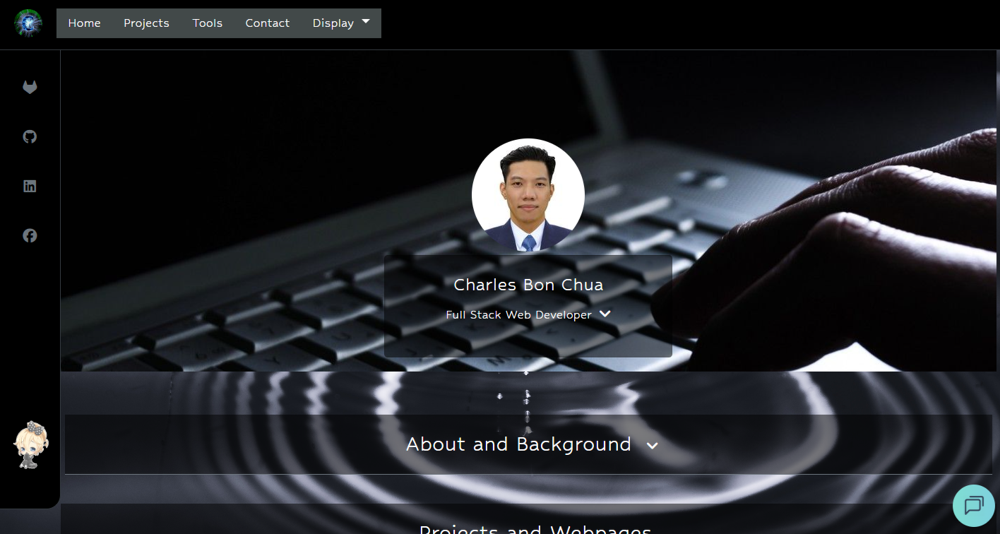 Home Projects Tools Contact Display
Charles Bon Chua
Full Stack Web Developer
About and Background
Projects and Webpages